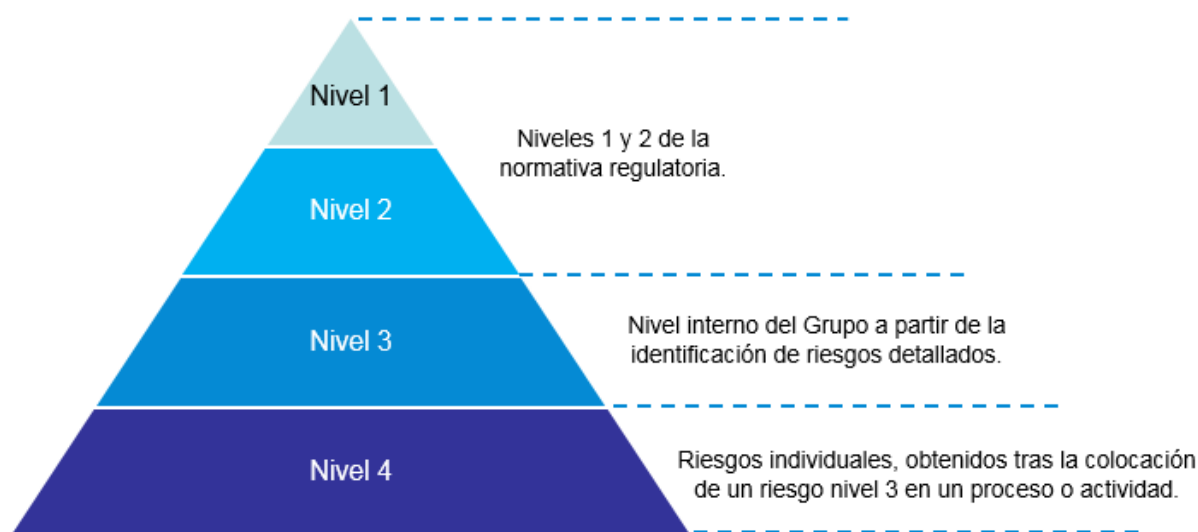 Nivel 1
Niveles 1 y 2 de la
normativa regulatoria.
Nivel 2
Nivel 3
Nivel interno del Grupo a partir de la
identificación de riesgos detallados.
Nivel 4
Riesgos individuales, obtenidos tras la colocación
de un riesgo nivel 3 en un proceso o actividad.